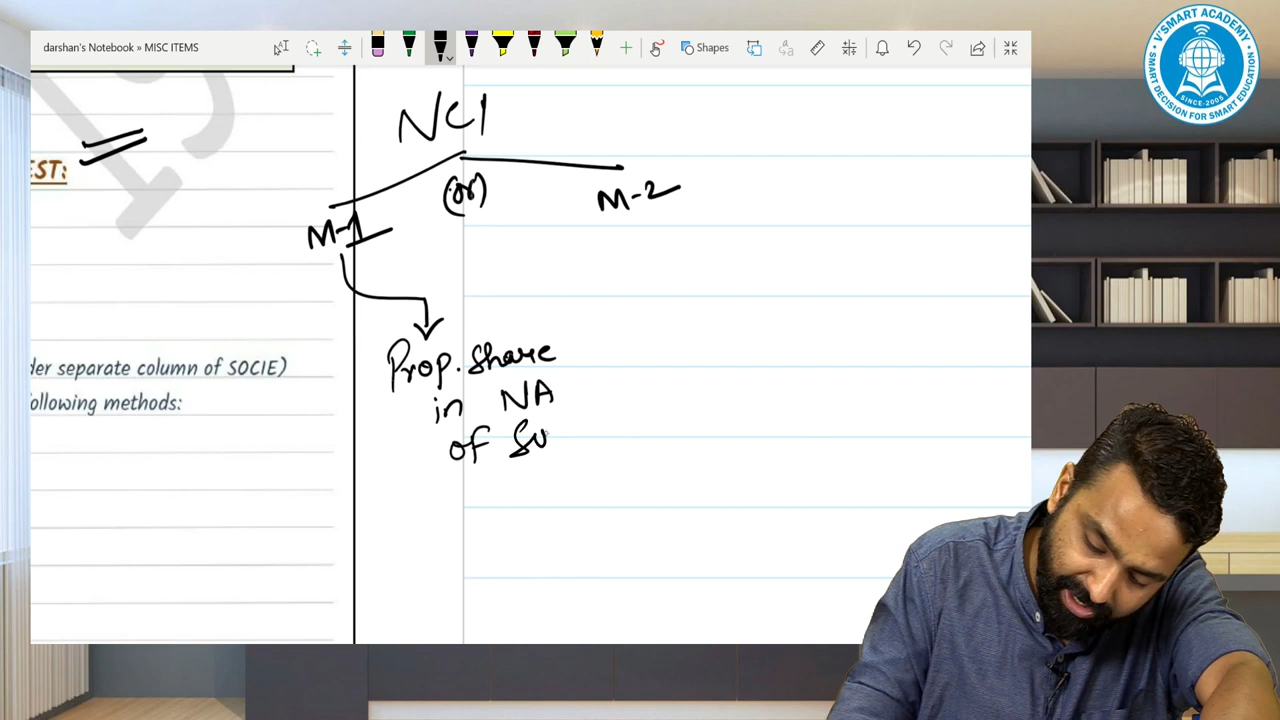 darshan's Notebook » MISC ITEMS
Shapes
V'SMART ACADEMY
SINCE-2005
SMART DECISION FOR SMART EDUCATION
EST:
der separate column of SOCIE)
ollowing methods:
NCI
(or)
M-1
M-2
Prop. Share
in NA
of Su